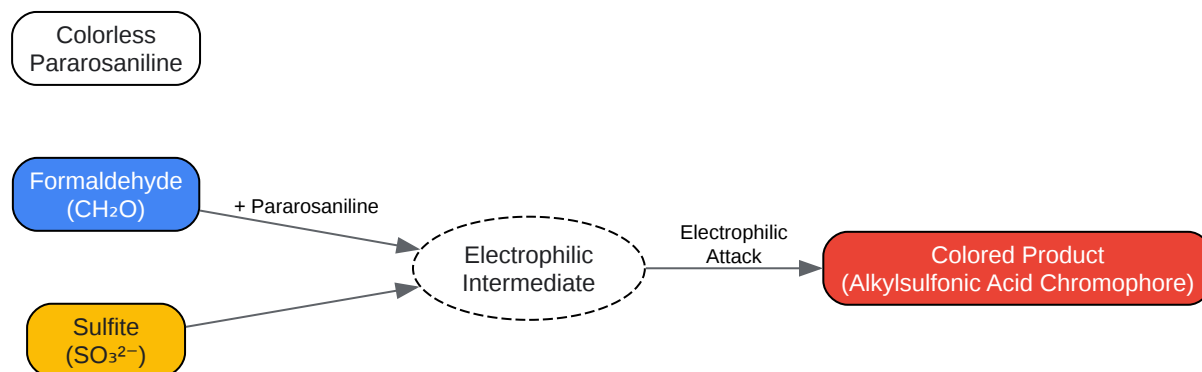 Colorless
Pararosaniline
Formaldehyde
(CH₂O)
+ Pararosaniline
Sulfite
(SO₃²⁻)
Electrophilic
Intermediate
Electrophilic
Attack
Colored Product
(Alkylsulfonic Acid Chromophore)